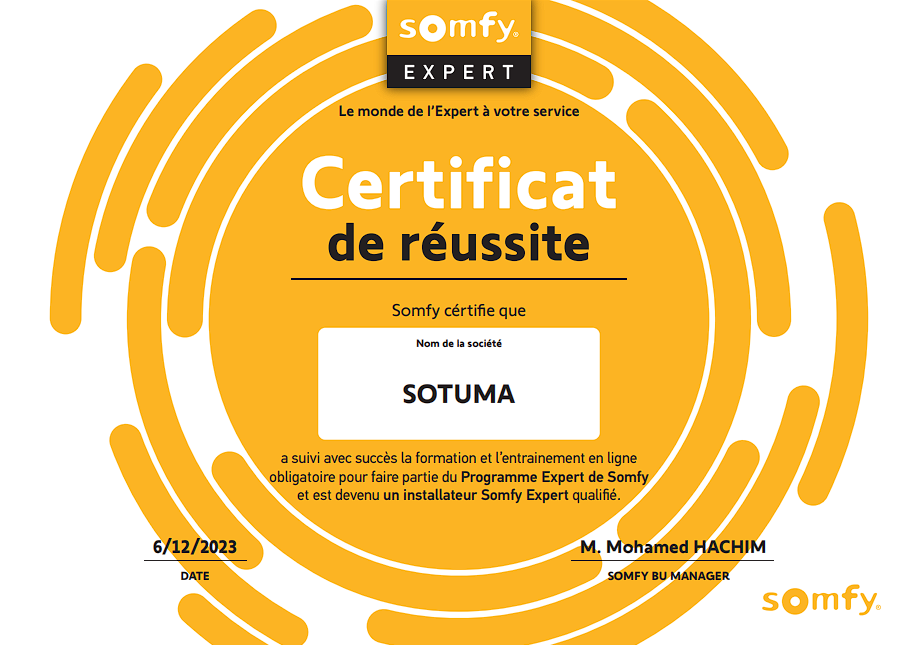 somfy®
EXPERT
Le monde de l'Expert à votre service
Certificat
de réussite
Somfy cértifie que
Nom de la société
SOTUMA
a suivi avec succès la formation et l'entrainement en ligne
obligatoire pour faire partie du Programme Expert de Somfy
et est devenu un installateur Somfy Expert qualifié.
6/12/2023
DATE
M. Mohamed HACHIM
SOMFY BU MANAGER
somfy®